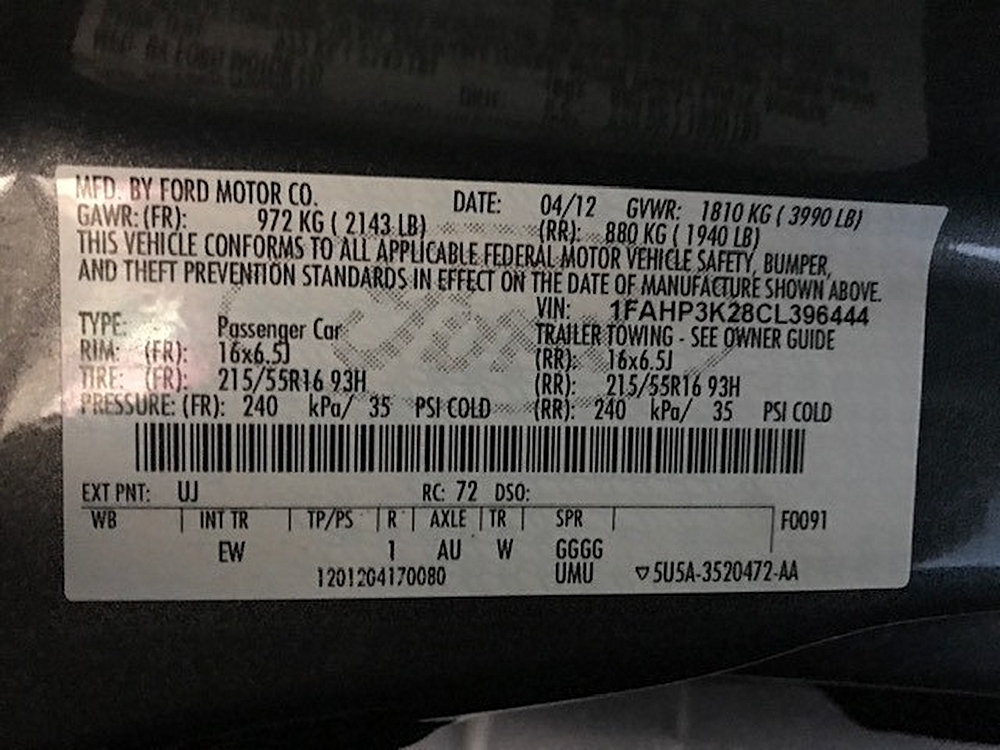 MFD. BY FORD MOTOR CO. DATE: 04/12 GVWR: 1810 KG ( 3990 LB)
GAWR: (FR): 972 KG ( 2143 LB) (RR): 880 KG ( 1940 LB)
THIS VEHICLE CONFORMS TO ALL APPLICABLE FEDERAL MOTOR VEHICLE SAFETY, BUMPER,
AND THEFT PREVENTION STANDARDS IN EFFECT ON THE DATE OF MANUFACTURE SHOWN ABOVE.
VIN: 1FAHP3K28CL396444
TYPE: Passenger Car TRAILER TOWING - SEE OWNER GUIDE
RIM: (FR): 16x6.5J (RR): 16x6.5J
TIRE: (FR): 215/55R16 93H (RR): 215/55R16 93H
PRESSURE: (FR): 240 kPa/ 35 PSI COLD (RR): 240 kPa/ 35 PSI COLD
EXT PNT: UJ RC: 72 DSO:
WB | INT TR | TP/PS | R | AXLE | TR | SPR | F0091
EW 1 AU W GGGG
1201204170080 UMU ▽5U5A-3520472-AA